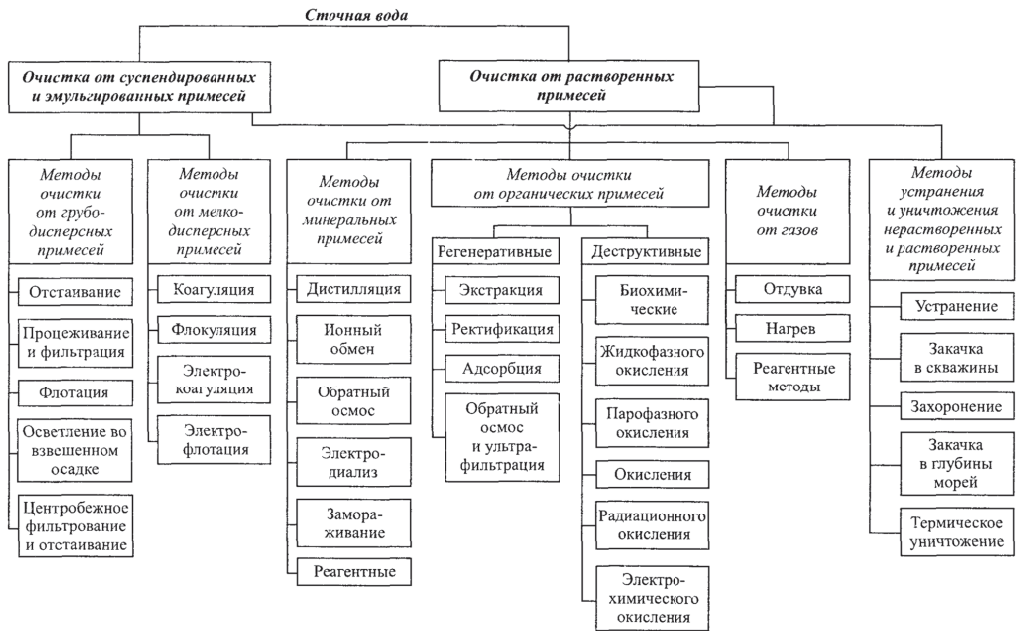 Сточная вода
Очистка от суспендированных
и эмульгированных примесей
Очистка от растворенных
примесей
Методы
очистки
от грубо-
дисперсных
примесей
Отстаивание
Процеживание
и фильтрация
Флотация
Осветление во
взвешенном
осадке
Центробежное
фильтрование
и отстаивание
Методы
очистки
от мелко-
дисперсных
примесей
Коагуляция
Флокуляция
Электро-
коагуляция
Электро-
флотация
Методы
очистки от
минеральных
примесей
Дистилляция
Ионный
обмен
Обратный
осмос
Электро-
диализ
Замора-
живание
Реагентные
Методы очистки
от органических примесей
Регенеративные
Экстракция
Ректификация
Адсорбция
Обратный
осмос
и ультра-
фильтрация
Деструктивные
Биохими-
ческие
Жидкофазного
окисления
Парофазного
окисления
Окисления
Радиационного
окисления
Электро-
химического
окисления
Методы
очистки
от газов
Отдувка
Нагрев
Реагентные
методы
Методы
устранения
и уничтожения
нерастворенных
и растворенных
примесей
Устранение
Закачка
в скважины
Захоронение
Закачка
в глубины
морей
Термическое
уничтожение